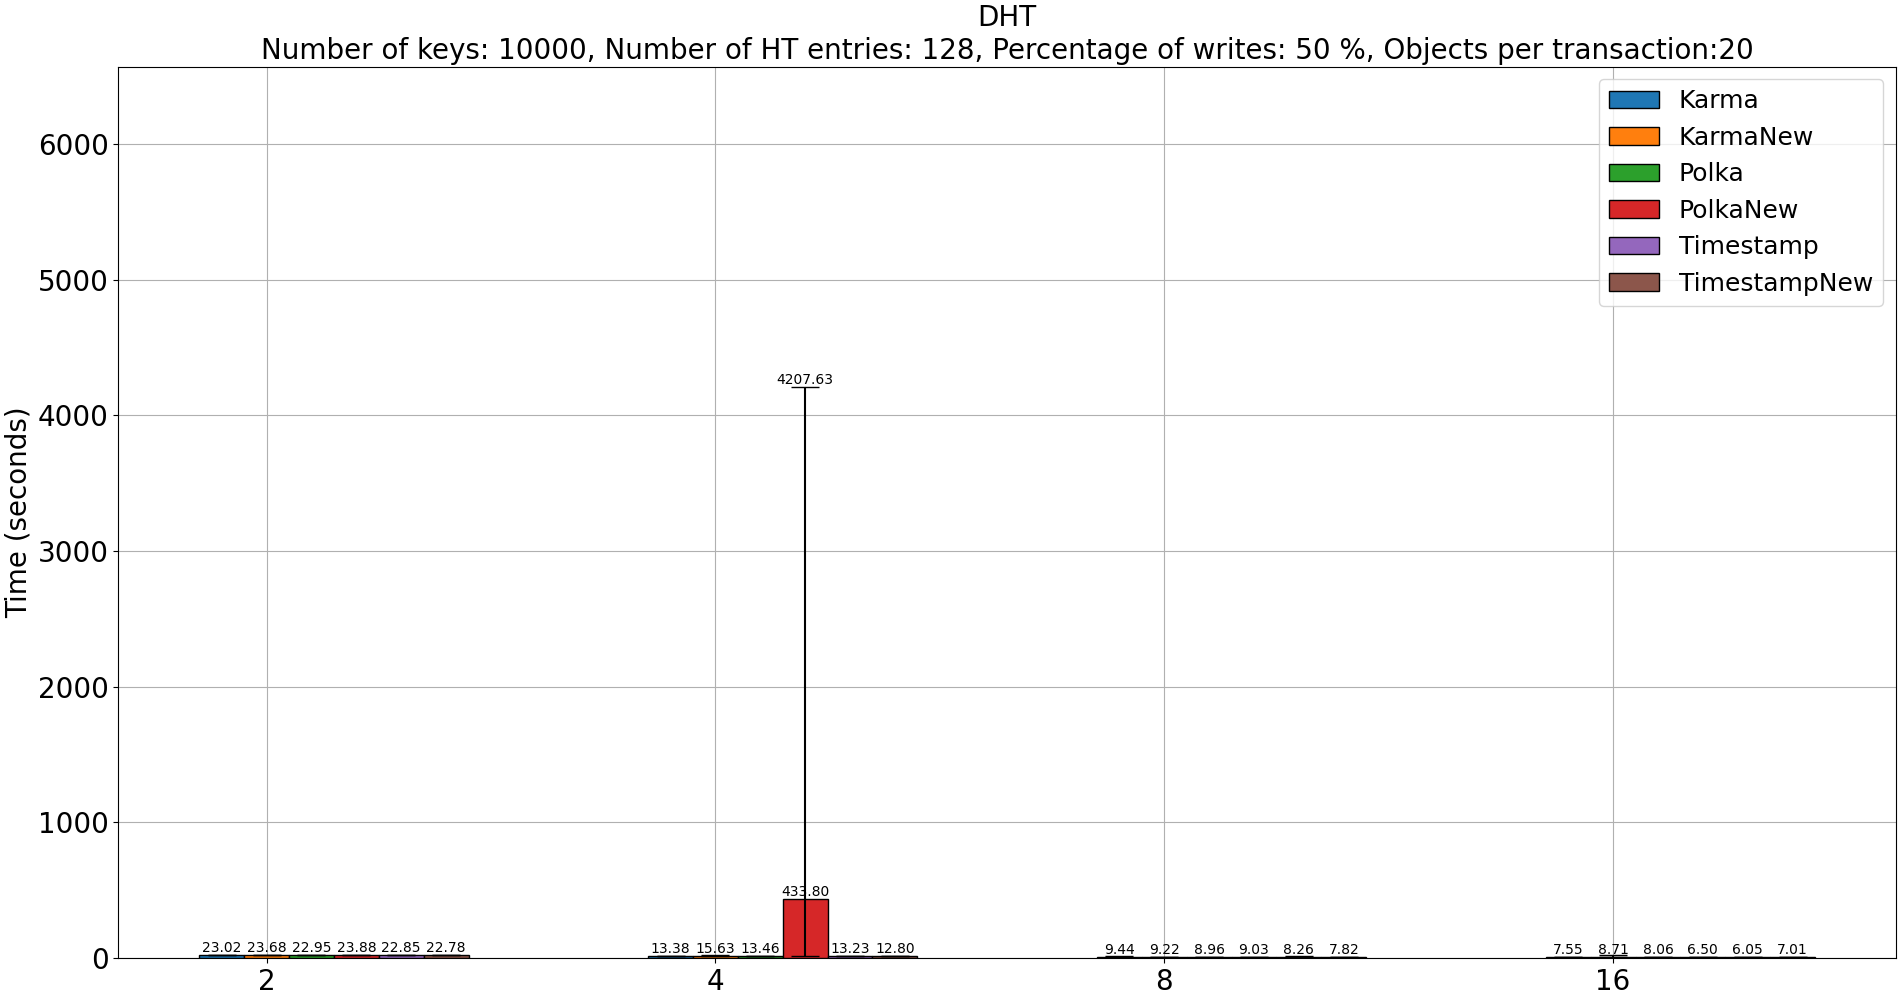 DHT
Number of keys: 10000, Number of HT entries: 128, Percentage of writes: 50 %, Objects per transaction:20
Karma
KarmaNew
Polka
PolkaNew
Timestamp
TimestampNew
Time (seconds)
6000
5000
4000
3000
2000
1000
0
4207.63
433.80
23.02 23.68 22.95 23.88 22.85 22.78
13.38 15.63 13.46 13.23 12.80
9.44 9.22 8.96 9.03 8.26 7.82
7.55 8.71 8.06 6.50 6.05 7.01
2 4 8 16